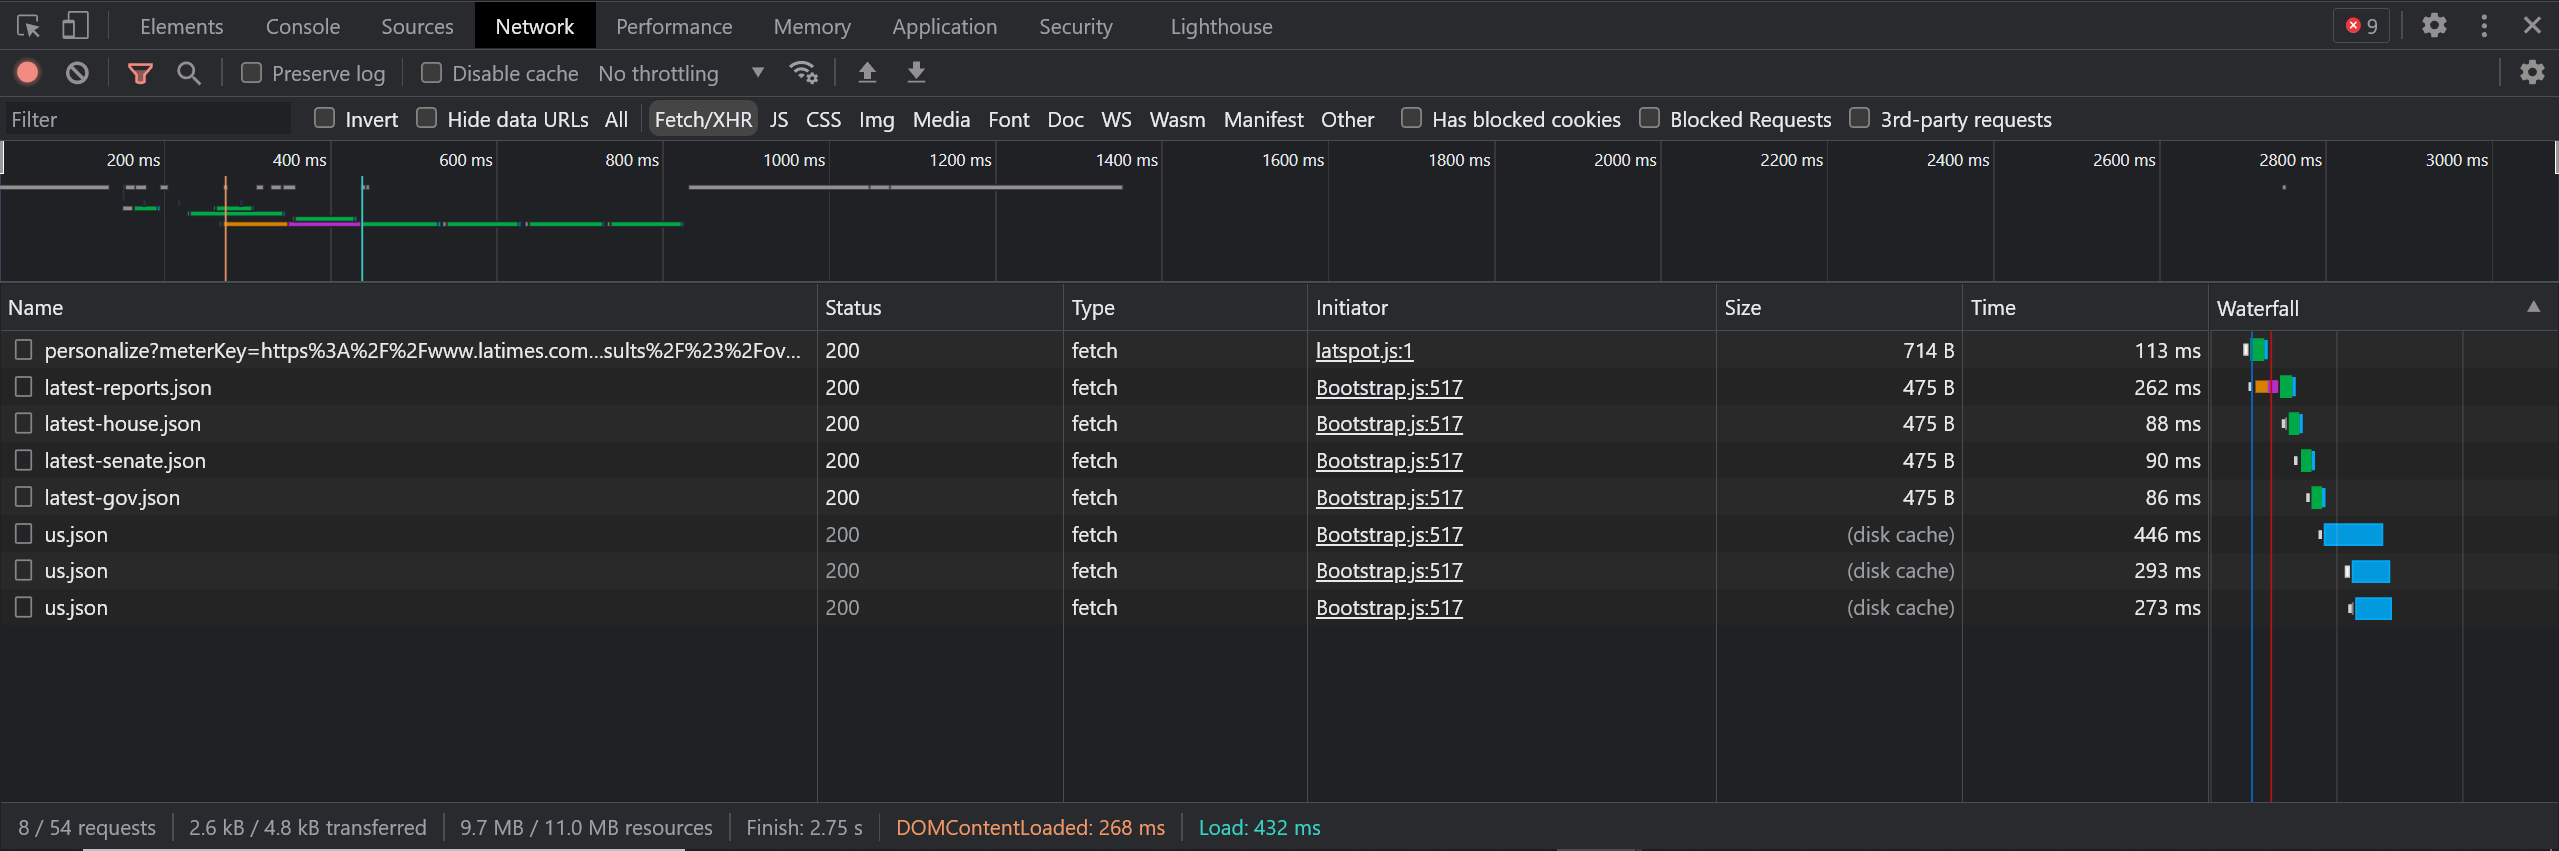 Elements Console Sources Network Performance Memory Application Security Lighthouse 9
Preserve log Disable cache No throttling
Filter Invert Hide data URLs All Fetch/XHR JS CSS Img Media Font Doc WS Wasm Manifest Other Has blocked cookies Blocked Requests 3rd-party requests
200 ms 400 ms 600 ms 800 ms 1000 ms 1200 ms 1400 ms 1600 ms 1800 ms 2000 ms 2200 ms 2400 ms 2600 ms 2800 ms 3000 ms
Name Status Type Initiator Size Time Waterfall
personalize?meterKey=https%3A%2F%2Fwww.latimes.com...sults%2F%23%2Fov... 200 fetch latspot.js:1 714 B 113 ms
latest-reports.json 200 fetch Bootstrap.js:517 475 B 262 ms
latest-house.json 200 fetch Bootstrap.js:517 475 B 88 ms
latest-senate.json 200 fetch Bootstrap.js:517 475 B 90 ms
latest-gov.json 200 fetch Bootstrap.js:517 475 B 86 ms
us.json 200 fetch Bootstrap.js:517 (disk cache) 446 ms
us.json 200 fetch Bootstrap.js:517 (disk cache) 293 ms
us.json 200 fetch Bootstrap.js:517 (disk cache) 273 ms
8 / 54 requests 2.6 kB / 4.8 kB transferred 9.7 MB / 11.0 MB resources Finish: 2.75 s DOMContentLoaded: 268 ms Load: 432 ms